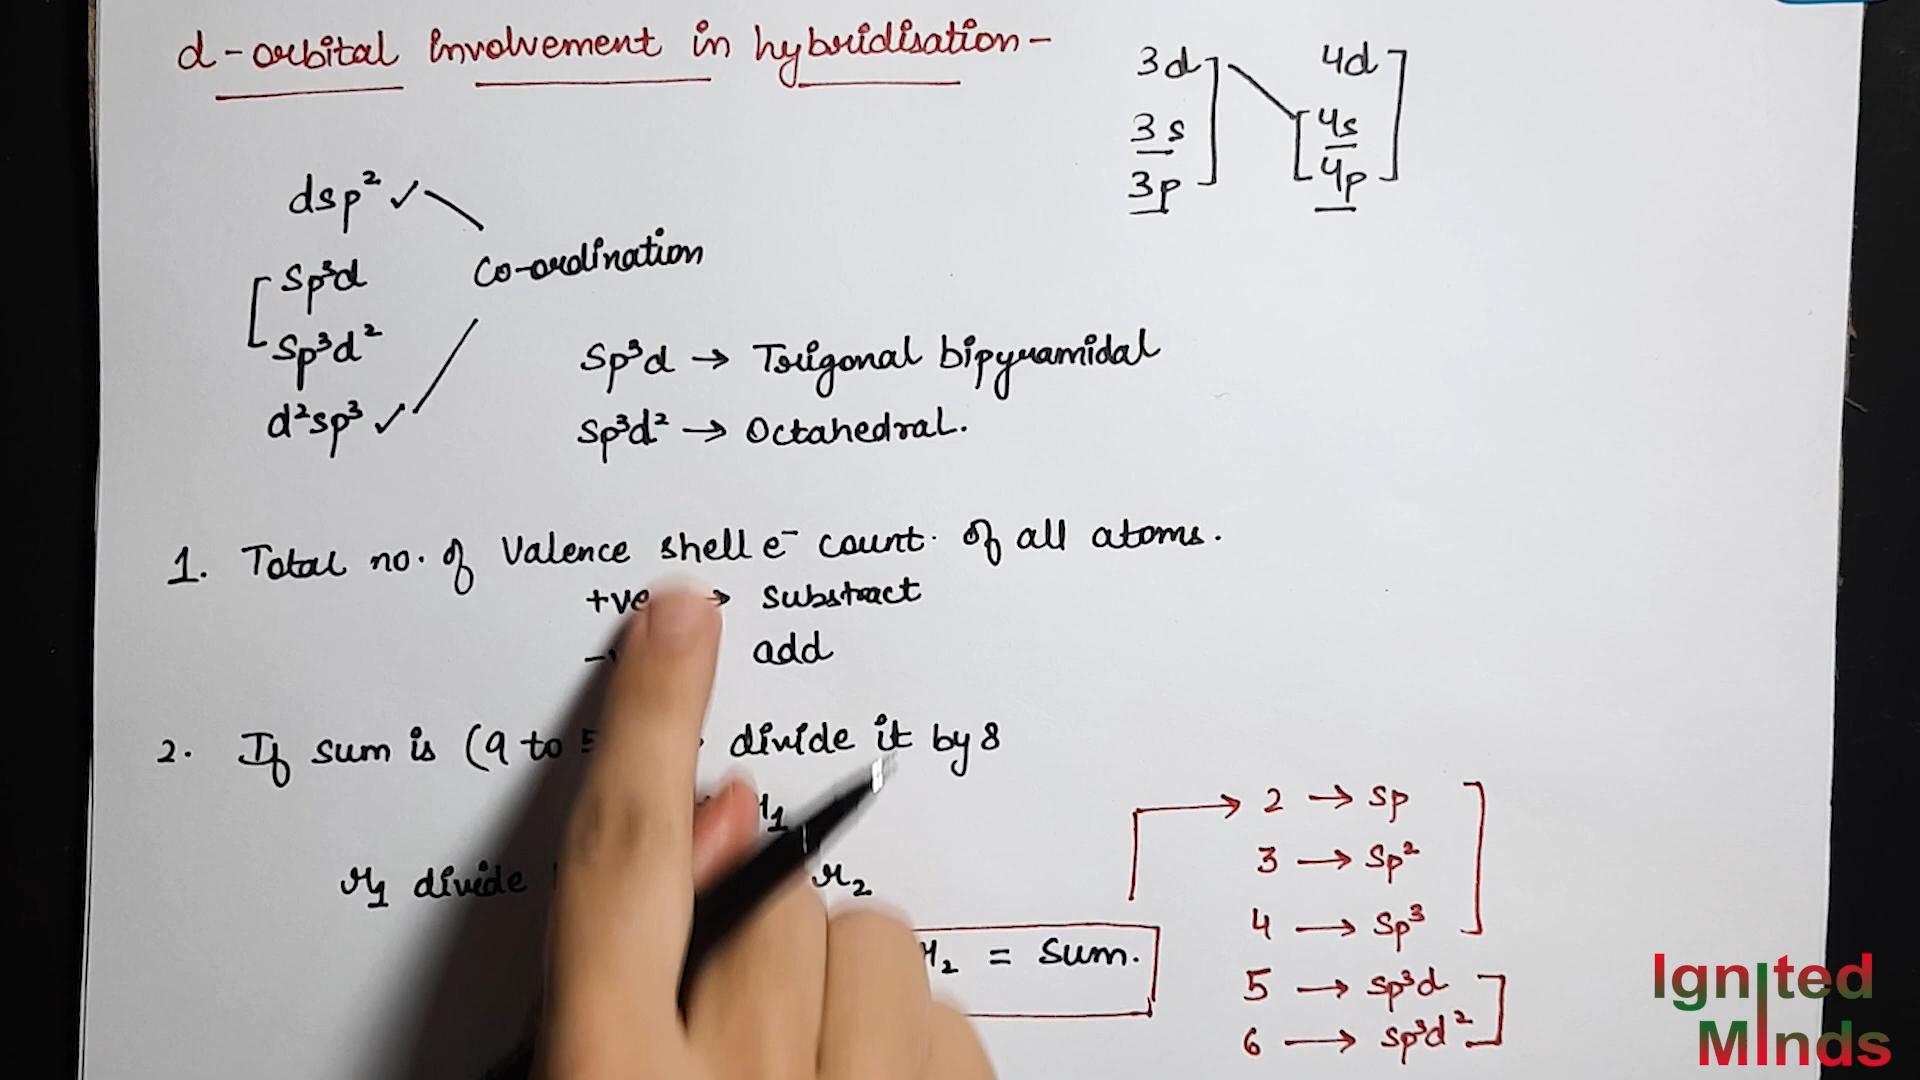 d-orbital involvement in hybridisation-
3d 4d
3s 4s
3p 4p
dsp² ✓
sp³d
sp³d²
d²sp³ ✓
Co-ordination
sp³d → Trigonal bipyramidal
sp³d² → Octahedral.
1. Total no. of Valence shell e⁻ count. of all atoms.
+ve → substract
add
2. If sum is (9 to divide it by 8
r₁ divide r₂
= Sum.
2 → sp
3 → sp²
4 → sp³
5 → sp³d
6 → sp³d²
Ignited
Minds